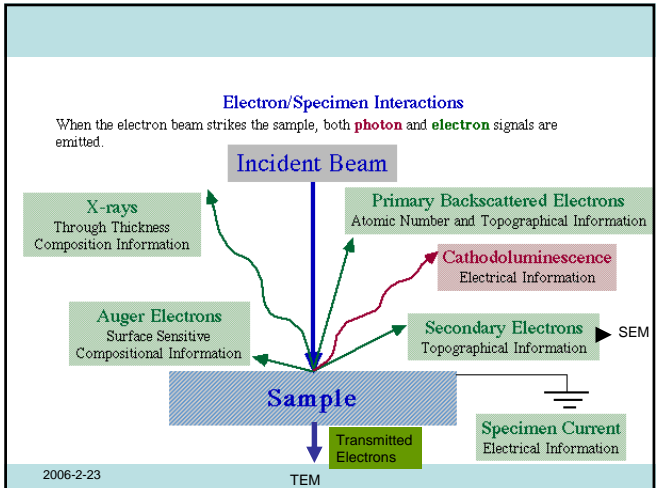 Electron/Specimen Interactions
When the electron beam strikes the sample, both photon and electron signals are
emitted.
Incident Beam
X-rays
Through Thickness
Composition Information
Primary Backscattered Electrons
Atomic Number and Topographical Information
Cathodoluminescence
Electrical Information
Auger Electrons
Surface Sensitive
Compositional Information
Secondary Electrons
Topographical Information
SEM
Sample
Specimen Current
Electrical Information
Transmitted
Electrons
2006-2-23
TEM